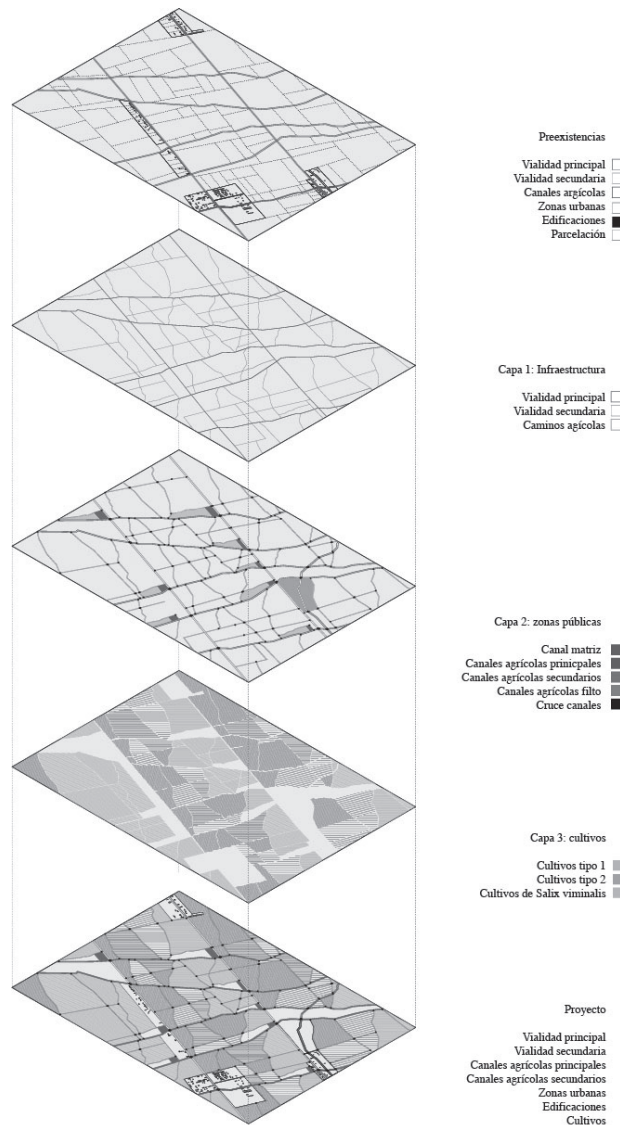 Preexistencias
Vialidad principal
Vialidad secundaria
Canales argícolas
Zonas urbanas
Edificaciones
Parcelación
Capa 1: Infraestructura
Vialidad principal
Vialidad secundaria
Caminos agícolas
Capa 2: zonas públicas
Canal matriz
Canales agrícolas prinicpales
Canales agrícolas secundarios
Canales agrícolas filto
Cruce canales
Capa 3: cultivos
Cultivos tipo 1
Cultivos tipo 2
Cultivos de Salix viminalis
Proyecto
Vialidad principal
Vialidad secundaria
Canales agrícolas principales
Canales agrícolas secundarios
Zonas urbanas
Edificaciones
Cultivos